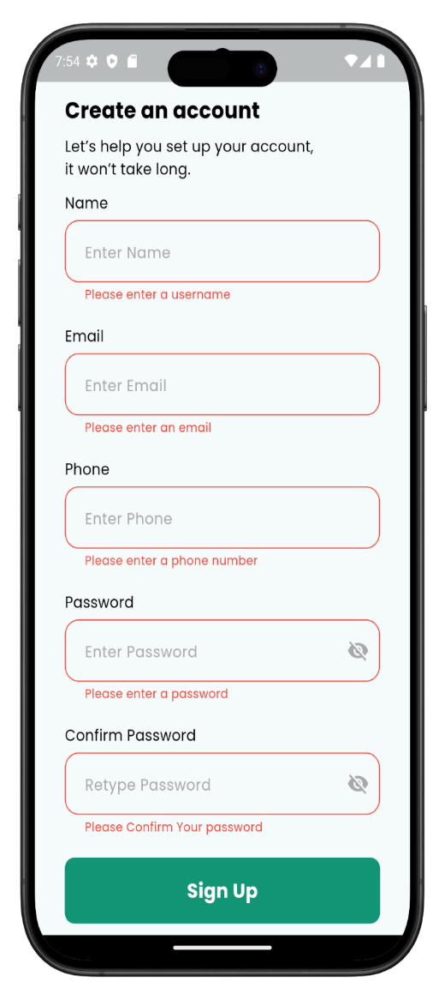 7:54
Create an account
Let’s help you set up your account,
it won’t take long.
Name
Enter Name
Please enter a username
Email
Enter Email
Please enter an email
Phone
Enter Phone
Please enter a phone number
Password
Enter Password
Please enter a password
Confirm Password
Retype Password
Please Confirm Your password
Sign Up